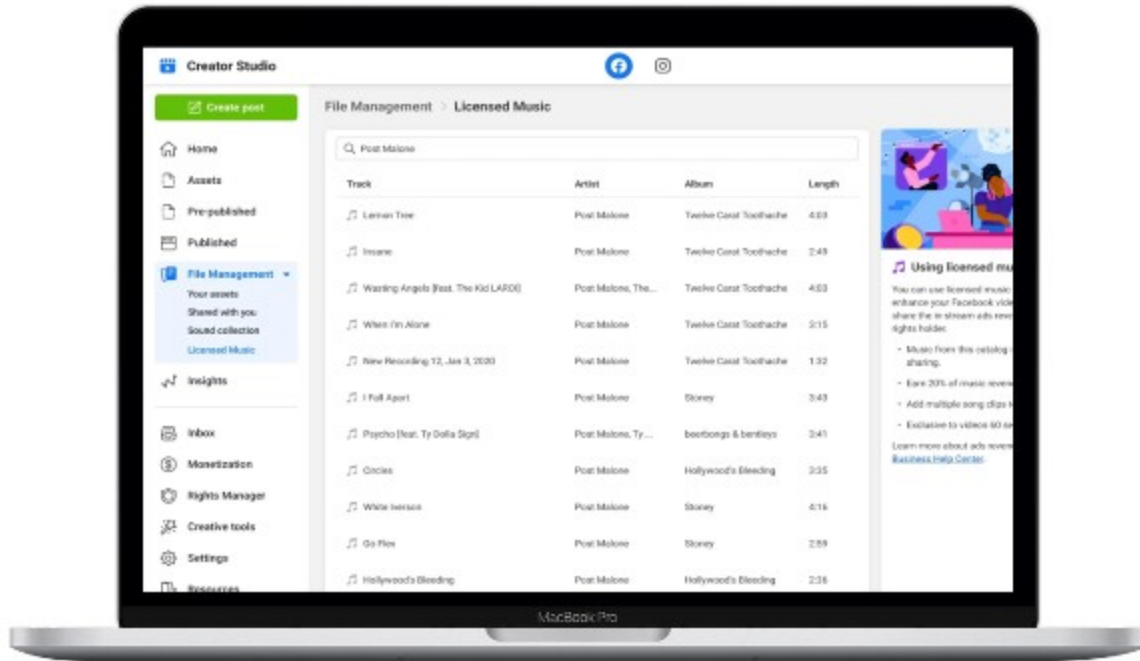 Creator Studio
Create post
Home
Assets
Pre-published
Published
File Management
Your assets
Shared with you
Sound collection
Licensed Music
Insights
Inbox
Monetization
Rights Manager
Creative tools
Settings
Resources
File Management > Licensed Music
Post Malone
Track Artist Album Length
Lemon Tree Post Malone Twelve Carat Toothache 4:03
Insane Post Malone Twelve Carat Toothache 2:49
Wasting Angels [feat. The Kid LAROI] Post Malone, The... Twelve Carat Toothache 4:03
When I'm Alone Post Malone Twelve Carat Toothache 3:15
New Recording 12, Jan 3, 2020 Post Malone Twelve Carat Toothache 1:32
I Fall Apart Post Malone Stoney 3:43
Psycho [feat. Ty Dolla $ign] Post Malone, Ty ... beerbongs & bentleys 3:41
Circles Post Malone Hollywood's Bleeding 3:35
White Iverson Post Malone Stoney 4:16
Go Flex Post Malone Stoney 2:59
Hollywood's Bleeding Post Malone Hollywood's Bleeding 2:36
Using licensed mu
You can use licensed music
enhance your Facebook vide
share the in stream ads reve
rights holder.
• Music from this catalog
sharing.
• Earn 20% of music reven
• Add multiple song clips
• Exclusive to videos 60 se
Learn more about ads reven
Business Help Center.
MacBook Pro